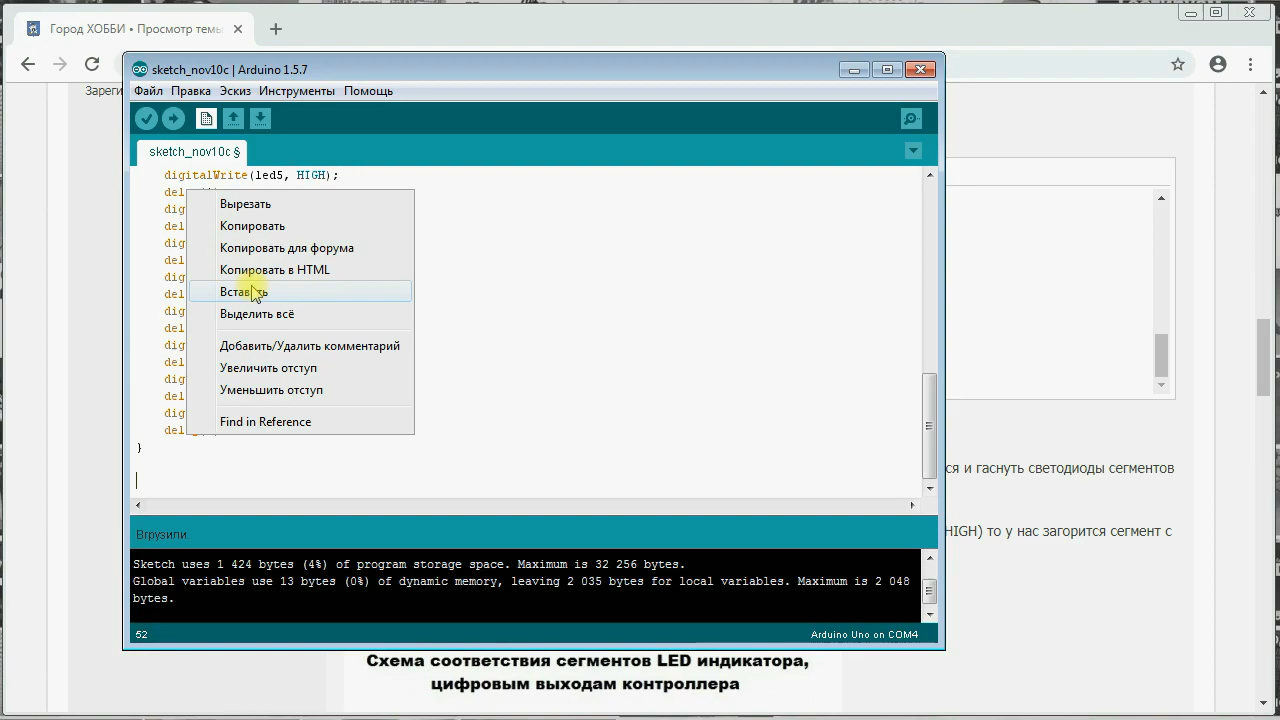 Город ХОББИ • Просмотр темы
sketch_nov10c | Arduino 1.5.7
Зареги
Файл Правка Эскиз Инструменты Помощь
sketch_nov10c §
digitalWrite(led5, HIGH);
del
Вырезать
dig
Копировать
del
dig
Копировать для форума
del
Копировать в HTML
dig
Вставить
del
dig
Выделить всё
del
dig
Добавить/Удалить комментарий
del
Увеличить отступ
dig
Уменьшить отступ
del
dig
Find in Reference
}
ся и гаснуть светодиоды сегментов
HIGH) то у нас загорится сегмент с
Вгрузили.
Sketch uses 1 424 bytes (4%) of program storage space. Maximum is 32 256 bytes.
Global variables use 13 bytes (0%) of dynamic memory, leaving 2 035 bytes for local variables. Maximum is 2 048
bytes.
52
Arduino Uno on COM4
Схема соответствия сегментов LED индикатора,
цифровым выходам контроллера